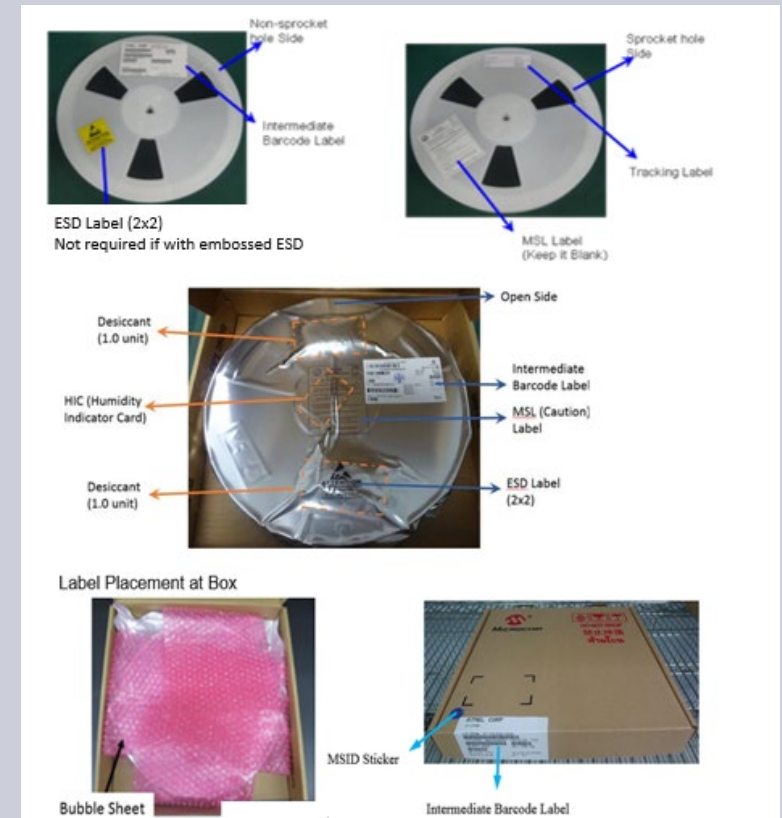 Non-sprocket
hole Side
Intermediate
Barcode Label
ESD Label (2x2)
Not required if with embossed ESD
Sprocket hole
Side
Tracking Label
MSL Label
(Keep it Blank)
Open Side
Desiccant
(1.0 unit)
Intermediate
Barcode Label
HIC (Humidity
Indicator Card)
MSL (Caution)
Label
Desiccant
(1.0 unit)
ESD Label
(2x2)
Label Placement at Box
MICROCHIP
ATMEL CORP
MSID Sticker
Bubble Sheet
Intermediate Barcode Label